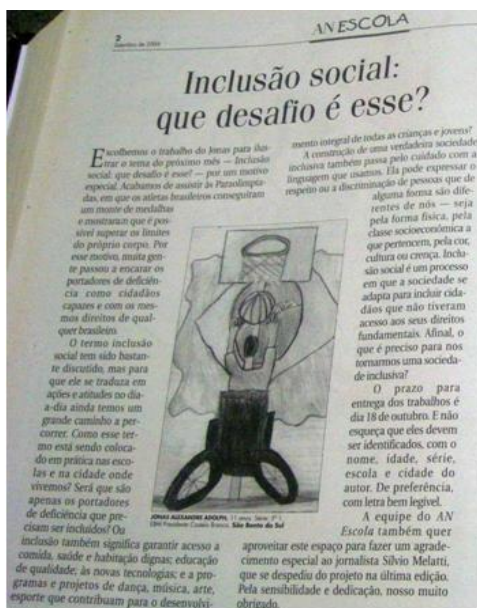 2
Setembro de 2004
AN ESCOLA
Inclusão social:
que desafio é esse?
Escolhemos o trabalho do Jonas para ilus-
trar o tema do próximo mês — Inclusão
social: que desafio é esse? — por um motivo
especial. Acabamos de assistir às Paraolimpía-
das, em que os atletas brasileiros conseguiram
um monte de medalhas
e mostraram que é pos-
sível superar os limites
do próprio corpo. Por
esse motivo, muita gen-
te passou a encarar os
portadores de deficiên-
cia como cidadãos
capazes e com os mes-
mos direitos de qual-
quer brasileiro.
O termo inclusão
social tem sido bastan-
te discutido, mas para
que ele se traduza em
ações e atitudes no dia-
a-dia ainda temos um
grande caminho a per-
correr. Como esse ter-
mo está sendo coloca-
do em prática nas esco-
las e na cidade onde
vivemos? Será que são
apenas os portadores
de deficiência que pre-
cisam ser incluídos? Ou
inclusão também significa garantir acesso a
comida, saúde e habitação dignas; educação
de qualidade, às novas tecnologias; e a pro-
gramas e projetos de dança, música, arte,
esporte que contribuam para o desenvolvi-
mento integral de todas as crianças e jovens?
A construção de uma verdadeira sociedade
inclusiva também passa pelo cuidado com a
linguagem que usamos. Ela pode expressar o
respeito ou a discriminação de pessoas que de
alguma forma são dife-
rentes de nós — seja
pela forma física, pela
classe socioeconômica a
que pertencem, pela cor,
cultura ou crença. Inclu-
são social é um processo
em que a sociedade se
adapta para incluir cida-
dãos que não tiveram
acesso aos seus direitos
fundamentais. Afinal, o
que é preciso para nos
tornarmos uma socieda-
de inclusiva?
O prazo para
entrega dos trabalhos é
dia 18 de outubro. E não
esqueça que eles devem
ser identificados, com o
nome, idade, série,
escola e cidade do
autor. De preferência,
com letra bem legível.
A equipe do AN
Escola também quer
aproveitar este espaço para fazer um agrade-
cimento especial ao jornalista Sílvio Melatti,
que se despediu do projeto na última edição.
Pela sensibilidade e dedicação, nosso muito
obrigado.
JONAS ALEXANDRE ADOLPH, 11 anos. Série: 5ª
EBM Presidente Castelo Branco. São Bento do Sul